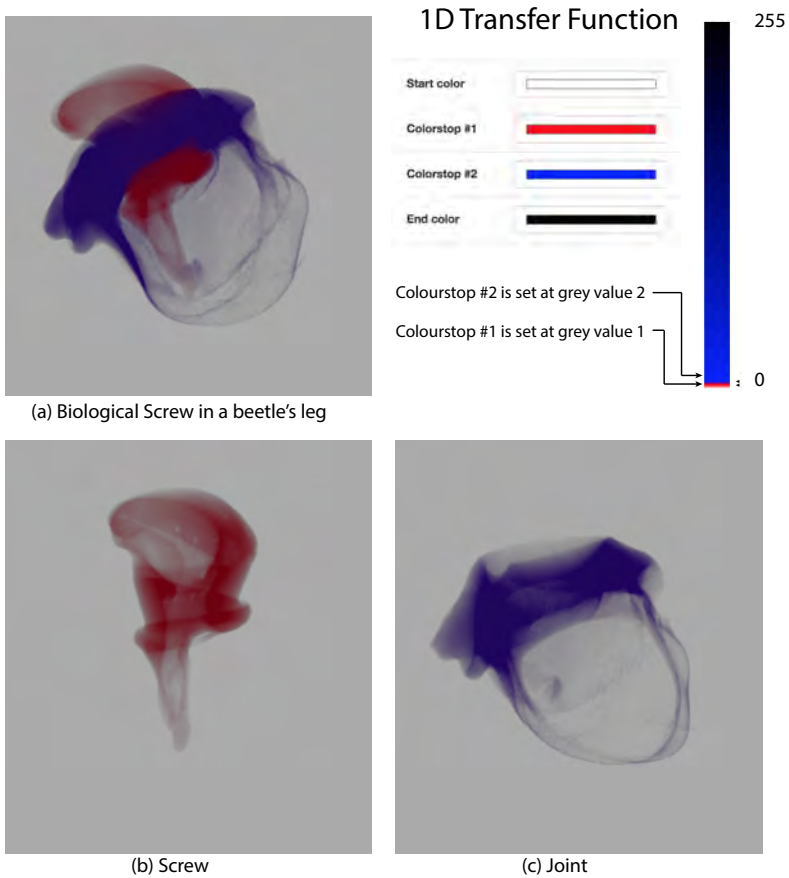 1D Transfer Function
255
Start color
Colorstop #1
Colorstop #2
End color
Colourstop #2 is set at grey value 2
Colourstop #1 is set at grey value 1
0
(a) Biological Screw in a beetle's leg
(b) Screw
(c) Joint